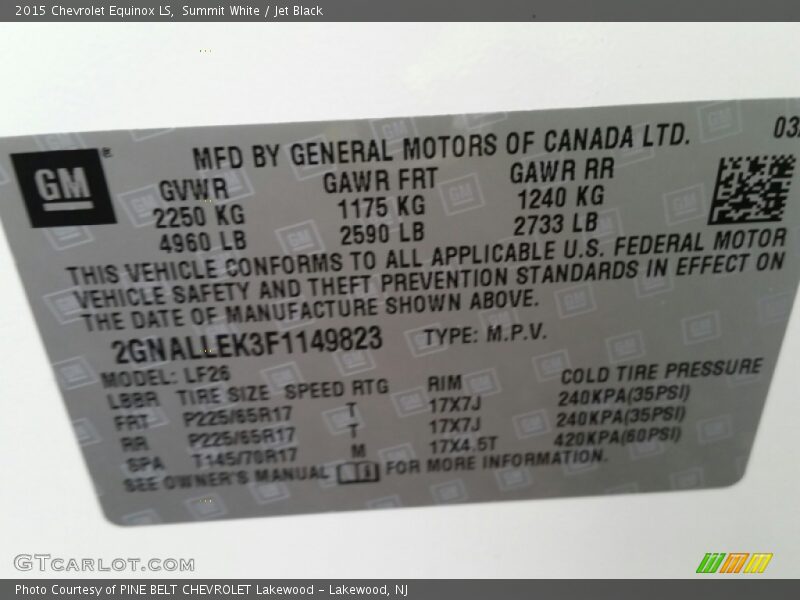 2015 Chevrolet Equinox LS, Summit White / Jet Black
GM®
MFD BY GENERAL MOTORS OF CANADA LTD.
GVWR GAWR FRT GAWR RR
2250 KG 1175 KG 1240 KG
4960 LB 2590 LB 2733 LB
THIS VEHICLE CONFORMS TO ALL APPLICABLE U.S. FEDERAL MOTOR
VEHICLE SAFETY AND THEFT PREVENTION STANDARDS IN EFFECT ON
THE DATE OF MANUFACTURE SHOWN ABOVE.
2GNALLEK3F1149823 TYPE: M.P.V.
MODEL: LF26
LBBR TIRE SIZE SPEED RTG RIM COLD TIRE PRESSURE
FRT P225/65R17 T 17X7J 240KPA(35PSI)
RR P225/65R17 T 17X7J 240KPA(35PSI)
SPA T145/70R17 M 17X4.5T 420KPA(60PSI)
SEE OWNER'S MANUAL FOR MORE INFORMATION.
GTCARLOT.COM
Photo Courtesy of PINE BELT CHEVROLET Lakewood - Lakewood, NJ